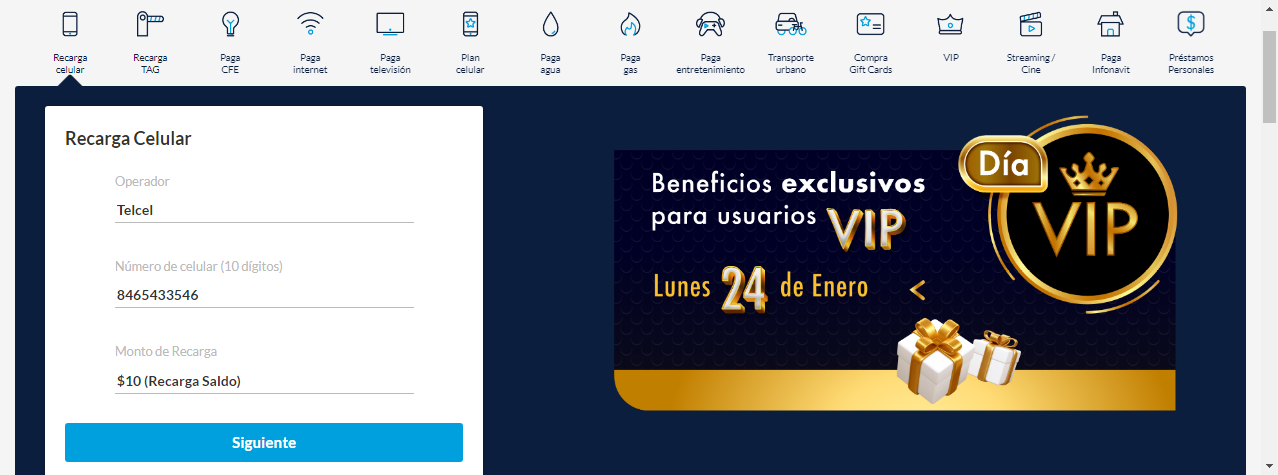 Recarga celular
Recarga TAG
Paga CFE
Paga internet
Paga televisión
Plan celular
Paga agua
Paga gas
Paga entretenimiento
Transporte urbano
Compra Gift Cards
VIP
Streaming / Cine
Paga Infonavit
Préstamos Personales
Recarga Celular
Operador
Telcel
Número de celular (10 dígitos)
8465433546
Monto de Recarga
$10 (Recarga Saldo)
Siguiente
Beneficios exclusivos
para usuarios VIP
Lunes 24 de Enero <
Día
VIP